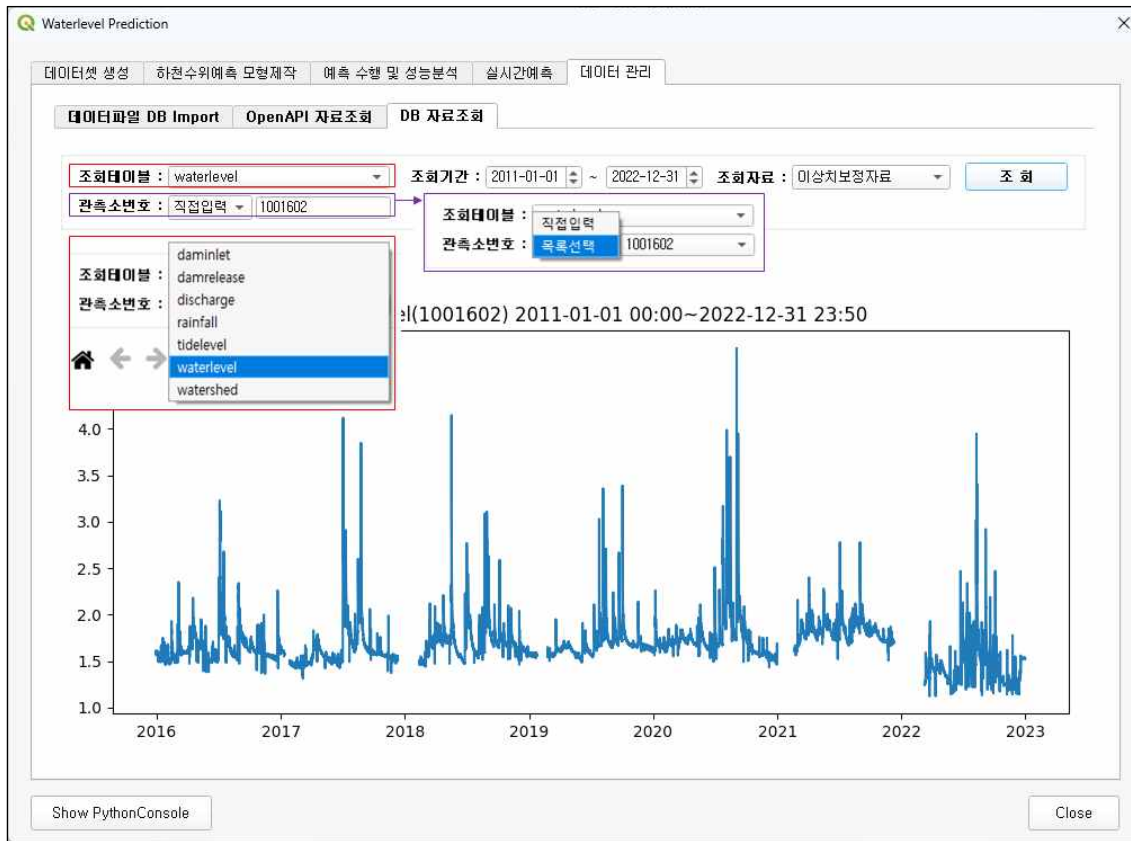 Waterlevel Prediction
데이터셋 생성 하천수위예측 모형제작 예측 수행 및 성능분석 실시간예측 데이터 관리
데이터파일 DB Import OpenAPI 자료조회 DB 자료조회
조회테이블 : waterlevel 조회기간 : 2011-01-01 ~ 2022-12-31 조회자료 : 이상치보정자료 조 회
관측소번호 : 직접입력 1001602
조회테이블 :
직접입력
관측소번호 : 목록선택 1001602
조회테이블 :
관측소번호 :
daminlet
damrelease
discharge
rainfall
tidelevel
waterlevel
watershed
el(1001602) 2011-01-01 00:00~2022-12-31 23:50
4.0
3.5
3.0
2.5
2.0
1.5
1.0
2016 2017 2018 2019 2020 2021 2022 2023
Show PythonConsole Close